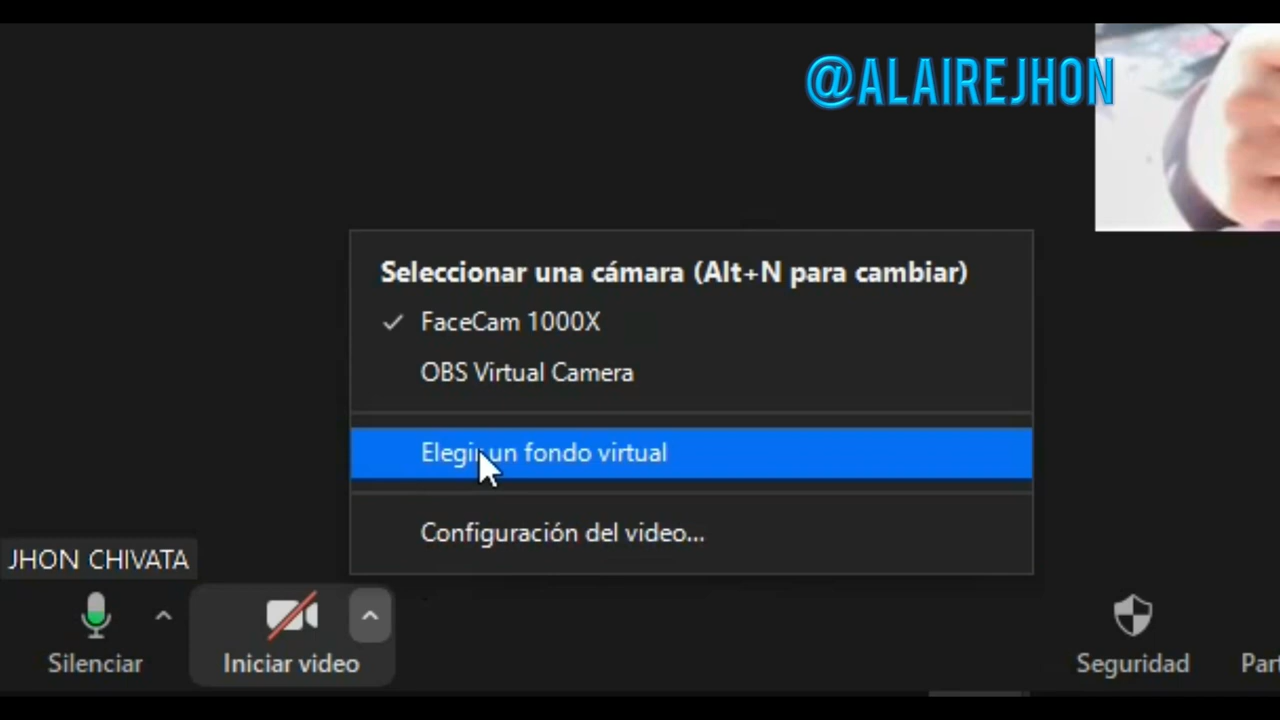 @ALAIREJHON
Seleccionar una cámara (Alt+N para cambiar)
FaceCam 1000X
OBS Virtual Camera
Elegir un fondo virtual
Configuración del video...
JHON CHIVATA
Silenciar
Iniciar video
Seguridad
Part